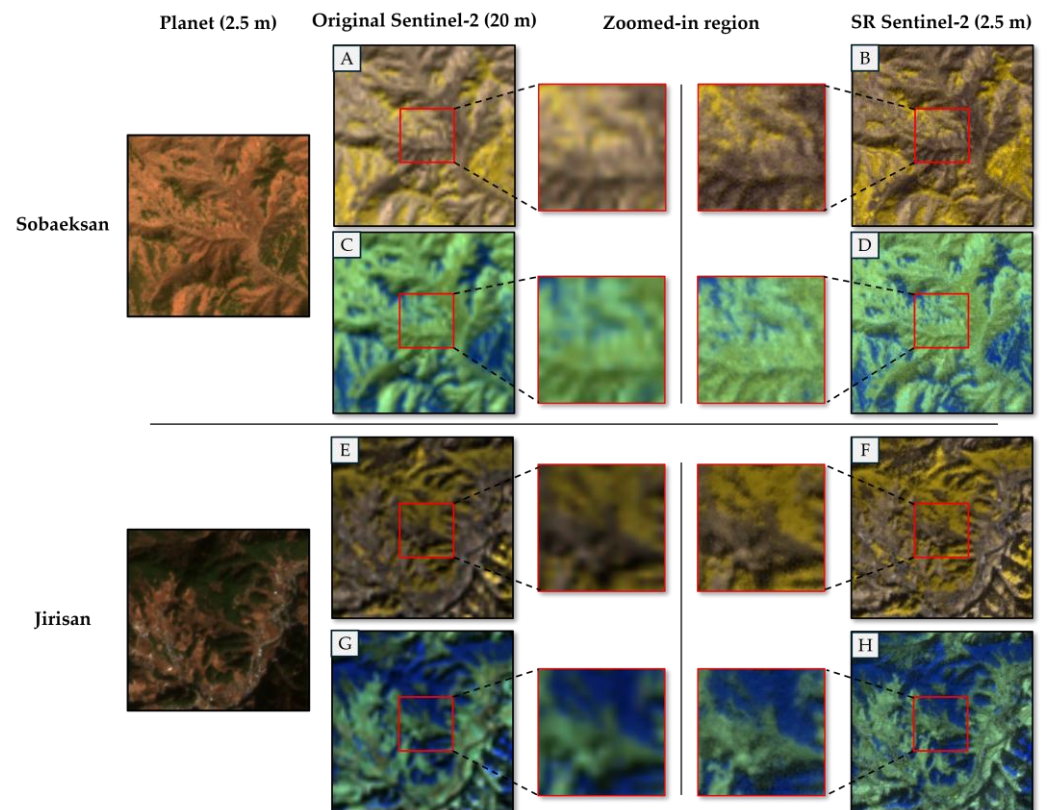 Planet (2.5 m)
Original Sentinel-2 (20 m)
Zoomed-in region
SR Sentinel-2 (2.5 m)
A
B
Sobaeksan
C
D
E
F
Jirisan
G
H